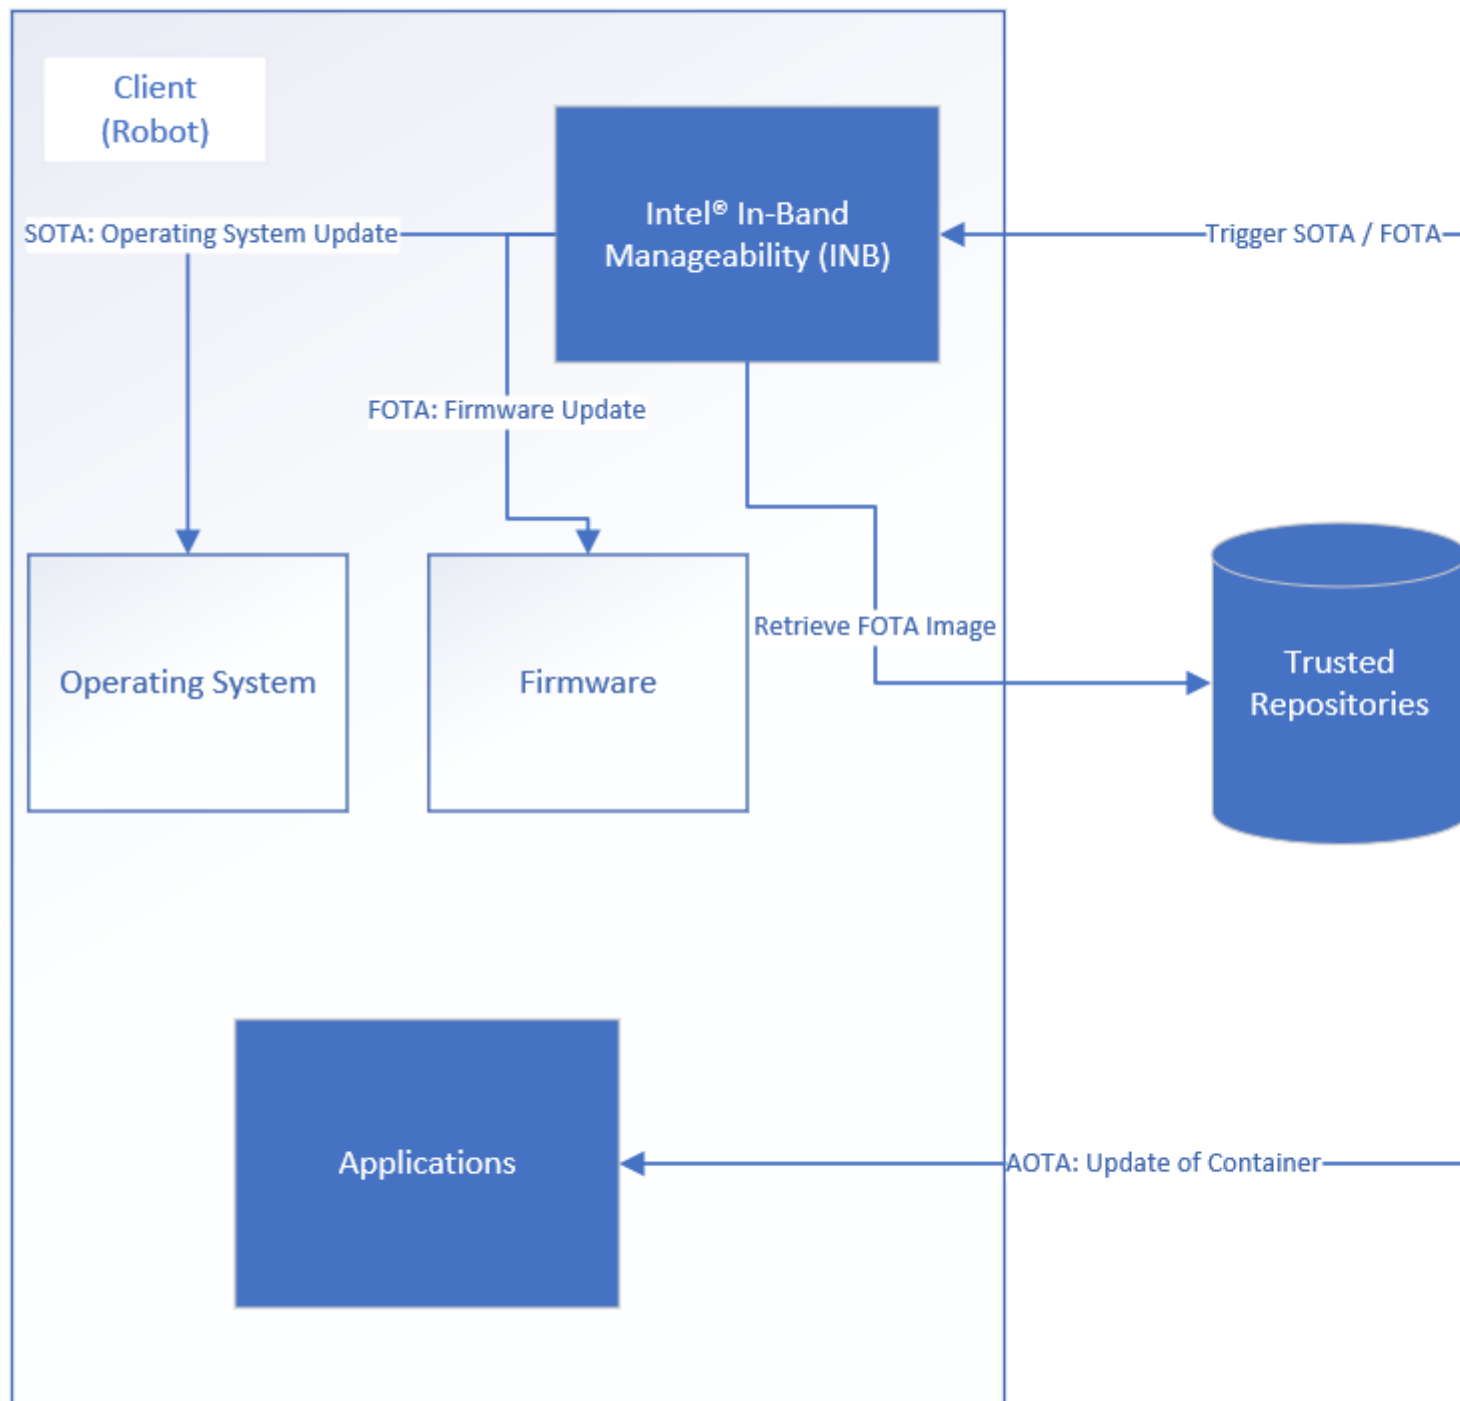 Client
(Robot)
Intel® In-Band
Manageability (INB)
SOTA: Operating System Update
Trigger SOTA / FOTA
FOTA: Firmware Update
Retrieve FOTA Image
Operating System
Firmware
Trusted
Repositories
Applications
AOTA: Update of Container